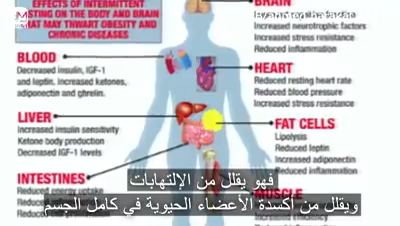 EFFECTS OF INTERMITTENT
FASTING ON THE BODY AND BRAIN
THAT MAY THWART OBESITY AND
CHRONIC DISEASES
BRAIN
Increased neurotrophic factors
Increased stress resistance
Reduced inflammation
BLOOD
Decreased insulin, IGF-1
and leptin. Increased ketones,
adiponectin and ghrelin.
HEART
Reduced resting heart rate
Reduced blood pressure
Increased stress resistance
LIVER
Increased insulin sensitivity
Ketone body production
Decreased IGF-1 levels
FAT CELLS
Lipolysis
Reduced leptin
Increased adiponectin
Reduced inflammation
INTESTINES
Reduced energy uptake
MUSCLE
فهو يقلل من الإلتهابات
ويقلل من أكسدة الأعضاء الحيوية في كامل الجسم